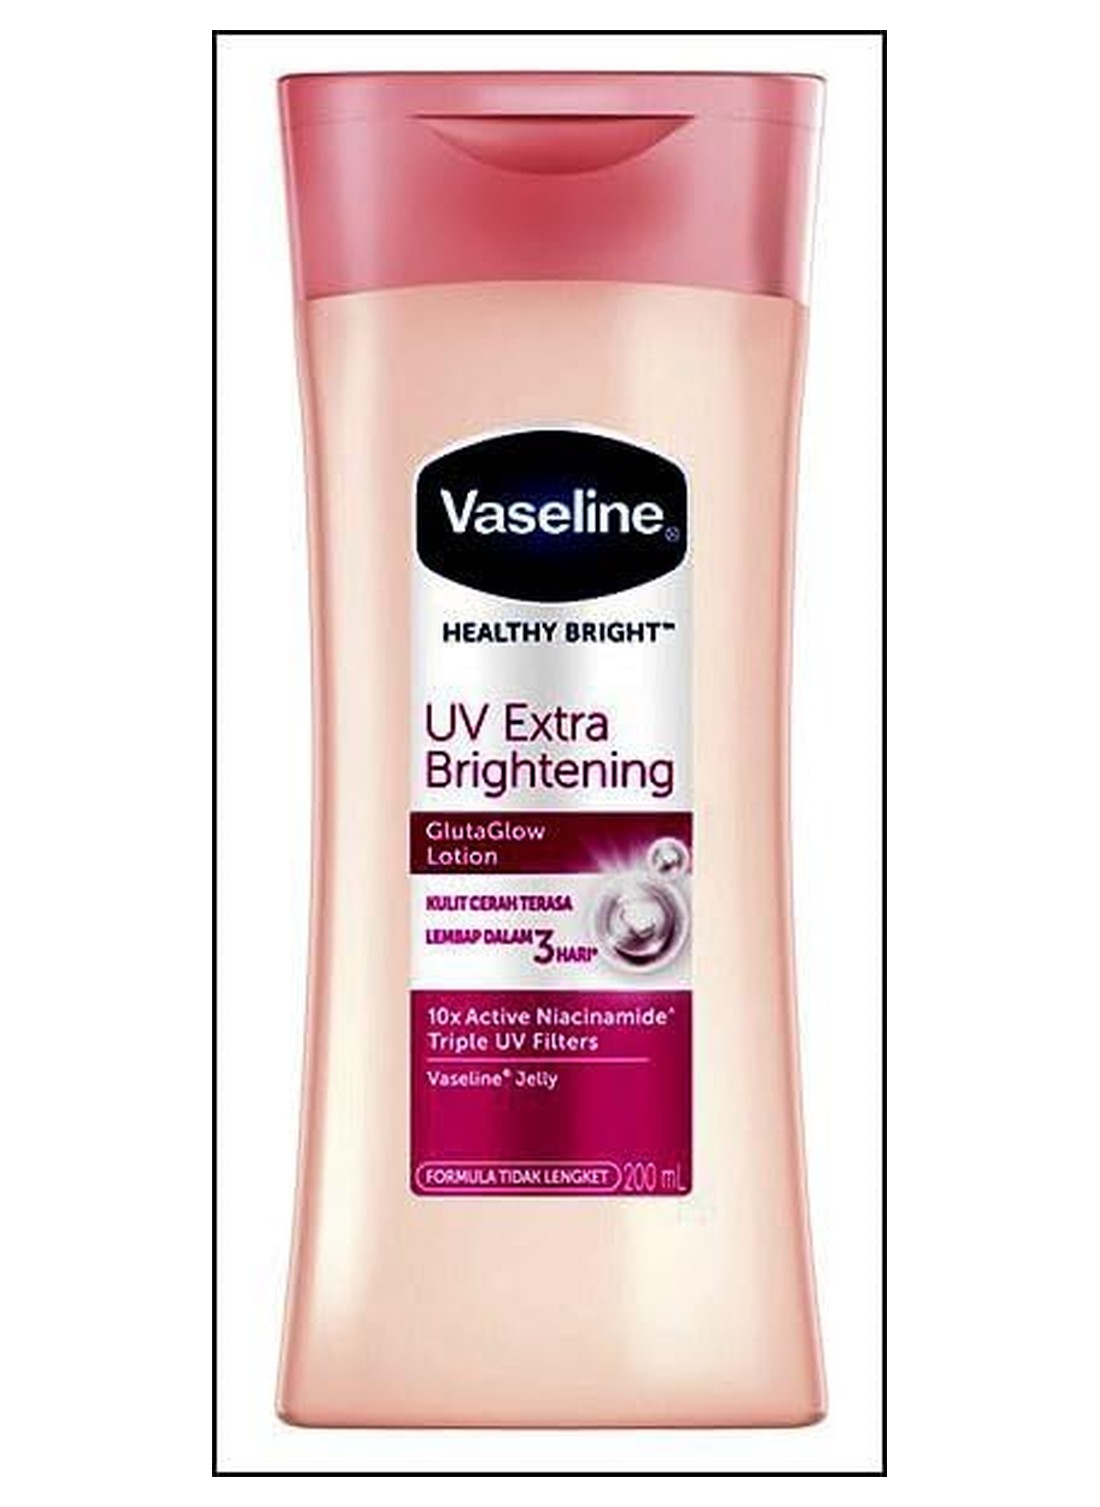 Vaseline®
HEALTHY BRIGHT™
UV Extra
Brightening
GlutaGlow
Lotion
KULIT CERAH TERASA
LEMBAP DALAM 3 HARI*
10x Active Niacinamide^
Triple UV Filters
Vaseline® Jelly
FORMULA TIDAK LENGKET 200 mL